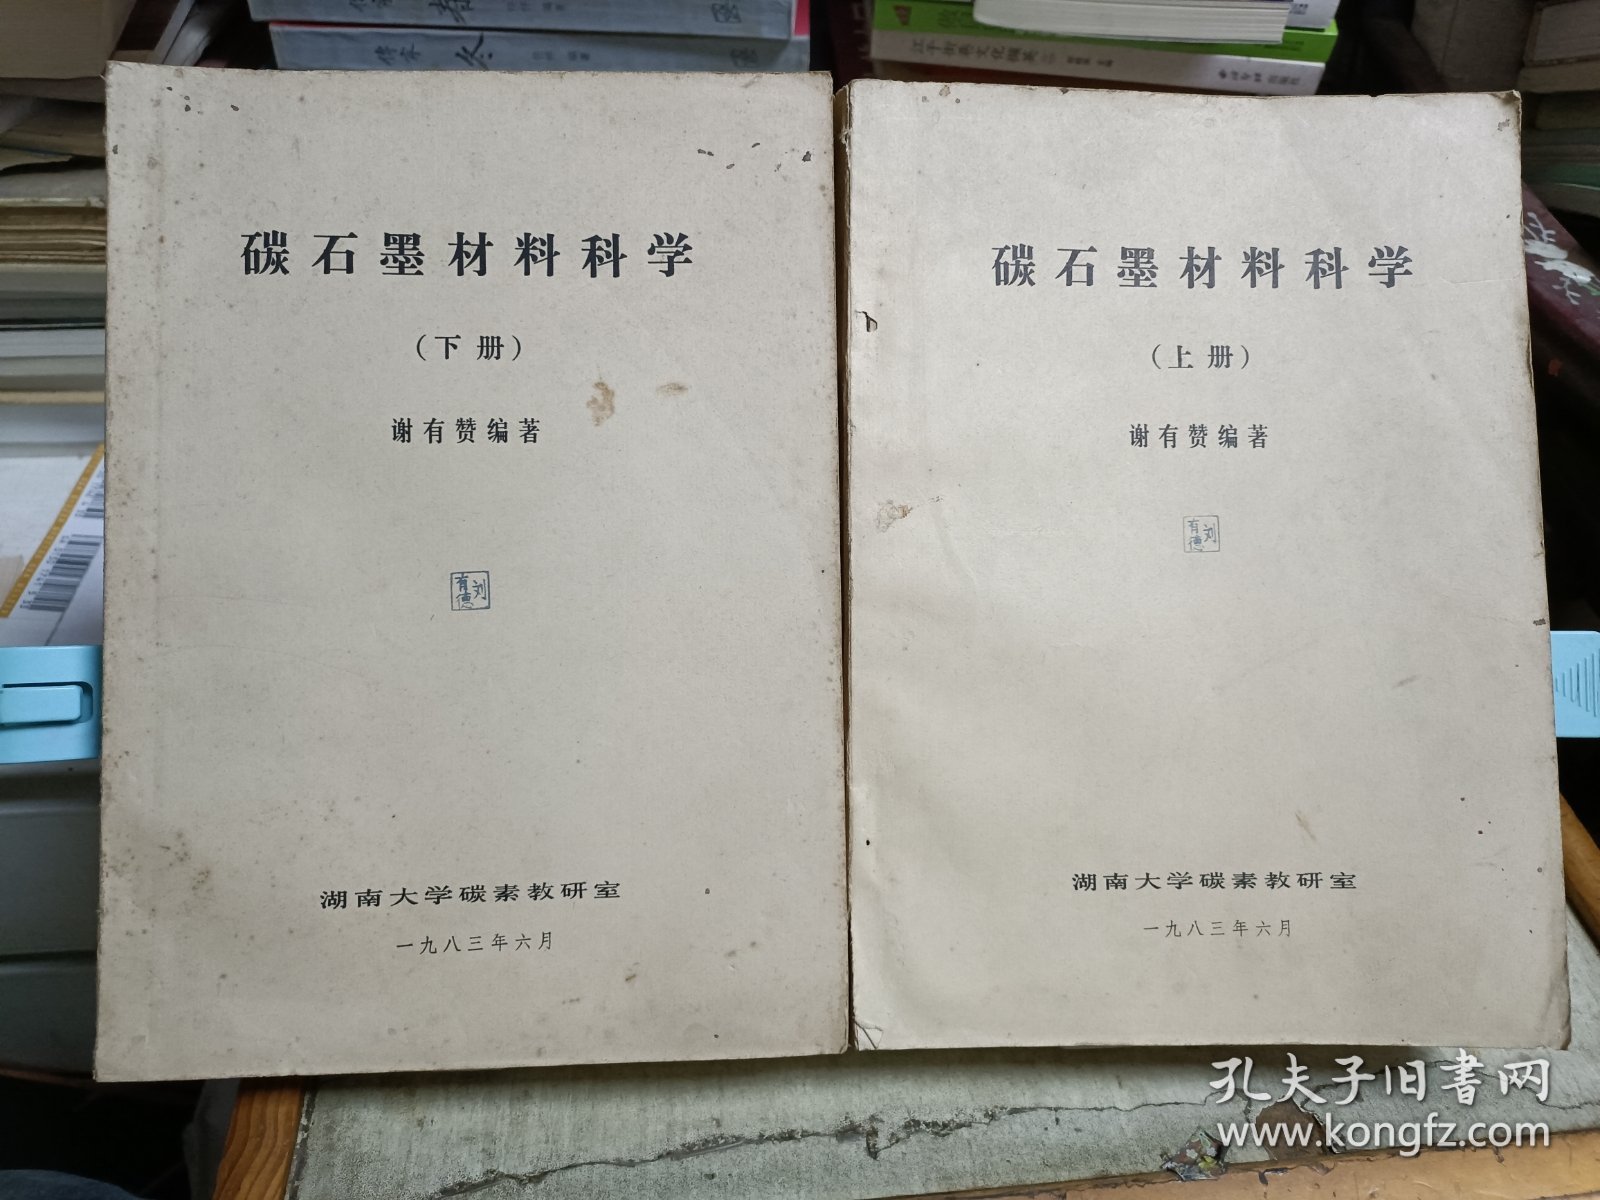 碳石墨材料科学
（下册）
谢有赞编著
刘有德
湖南大学碳素教研室
一九八三年六月
碳石墨材料科学
（上册）
谢有赞编著
刘有德
湖南大学碳素教研室
一九八三年六月
孔夫子旧書网
www.kongfz.com